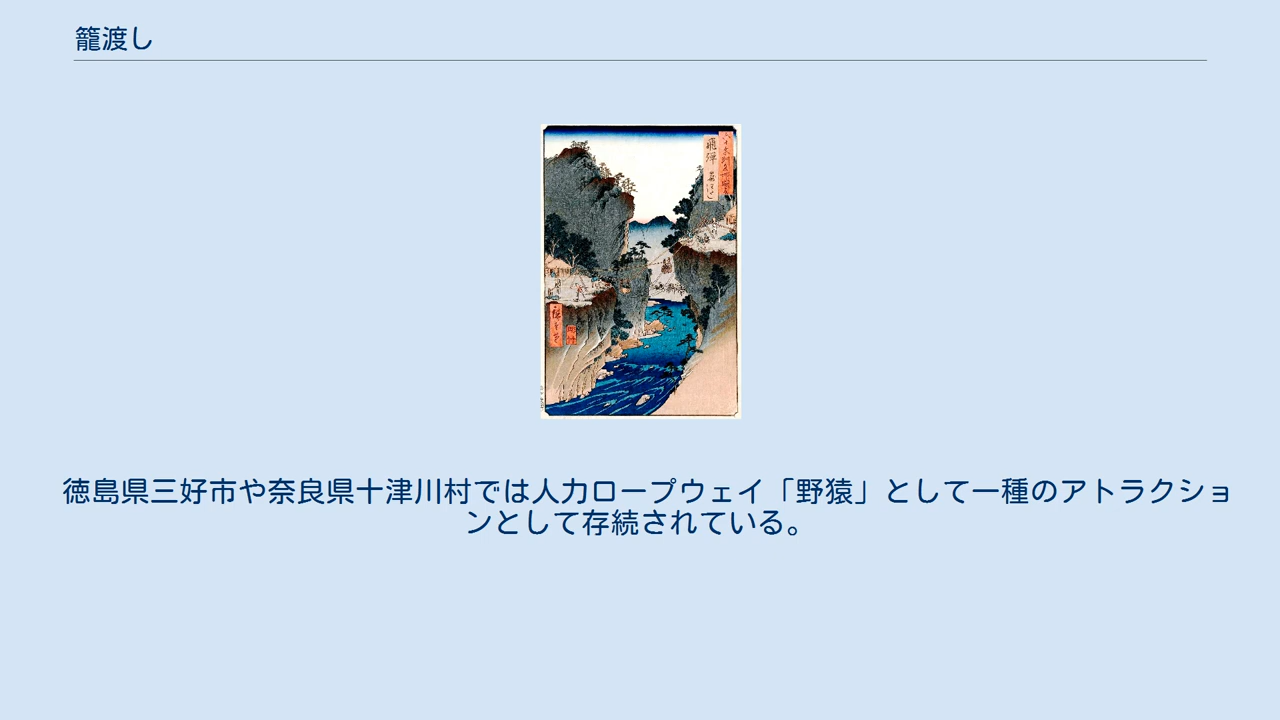 籠渡し
飛彈
徳島県三好市や奈良県十津川村では人力ロープウェイ「野猿」として一種のアトラクショ
ンとして存続されている。